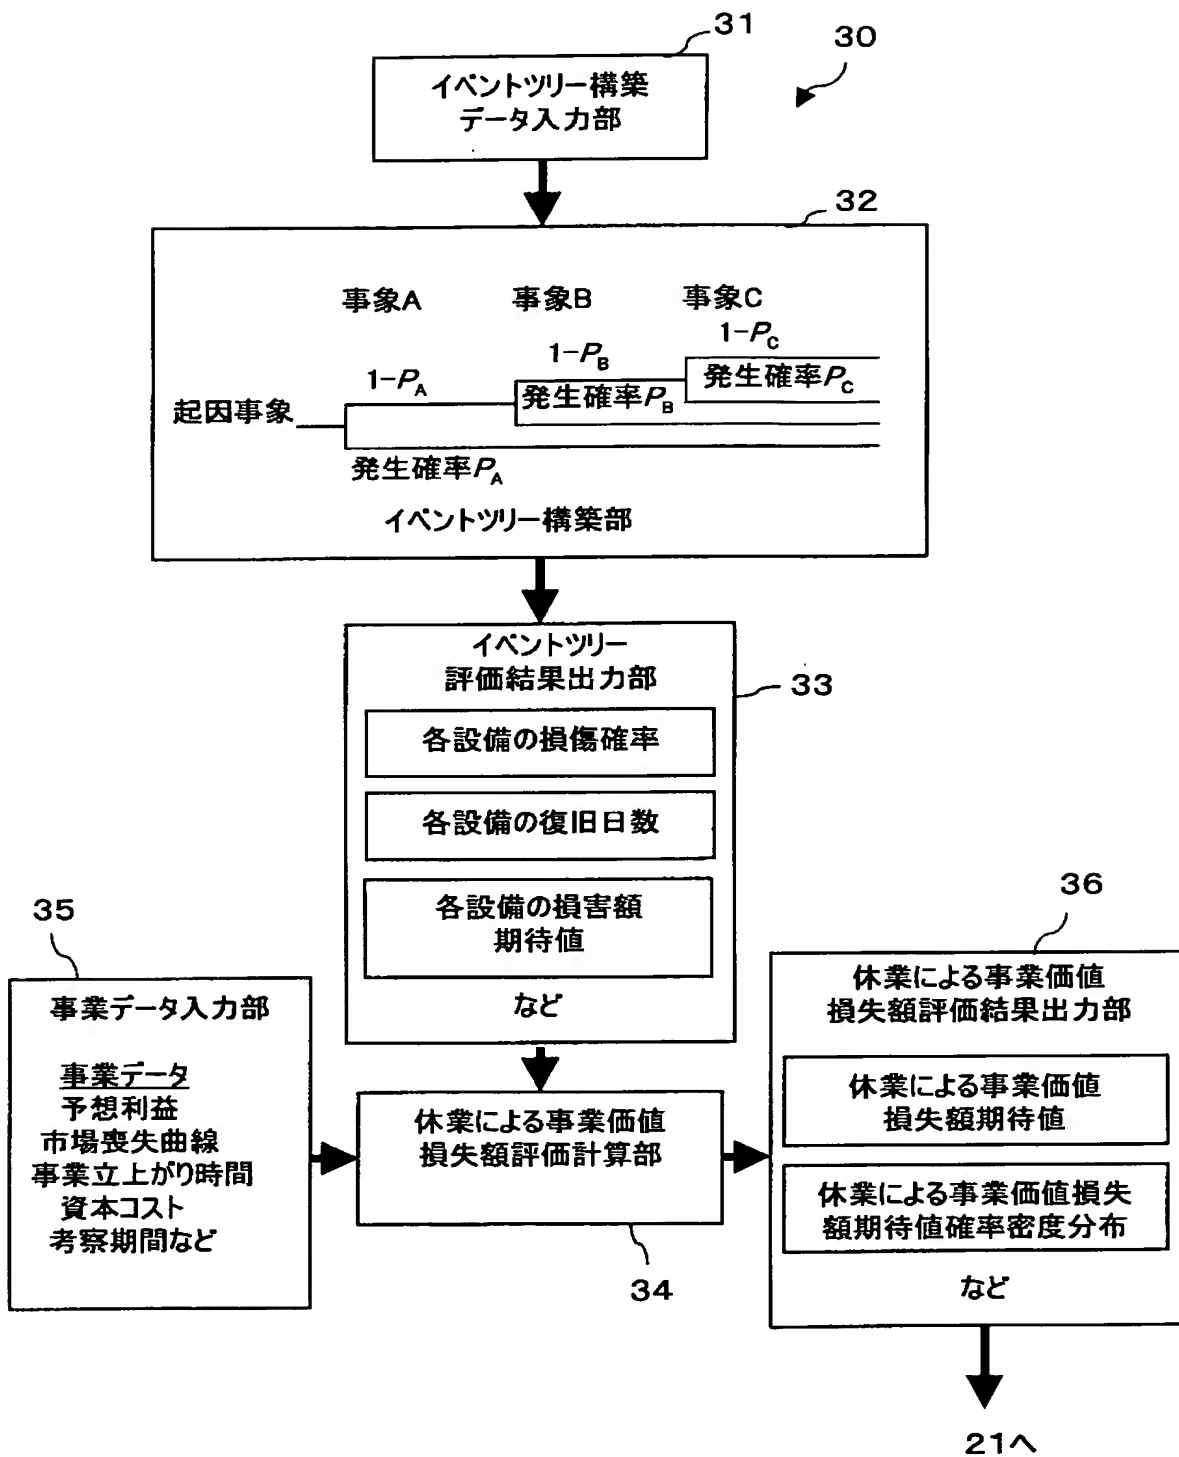 31
30
イベントツリー構築
データ入力部
32
事象A
事象B
事象C
1-PC
1-PB
発生確率PC
1-PA
発生確率PB
起因事象
発生確率PA
イベントツリー構築部
イベントツリー
評価結果出力部
33
各設備の損傷確率
各設備の復旧日数
各設備の損害額
期待値
など
35
事業データ入力部
事業データ
予想利益
市場喪失曲線
事業立上がり時間
資本コスト
考察期間など
休業による事業価値
損失額評価計算部
34
36
休業による事業価値
損失額評価結果出力部
休業による事業価値
損失額期待値
休業による事業価値損失
額期待値確率密度分布
など
21へ